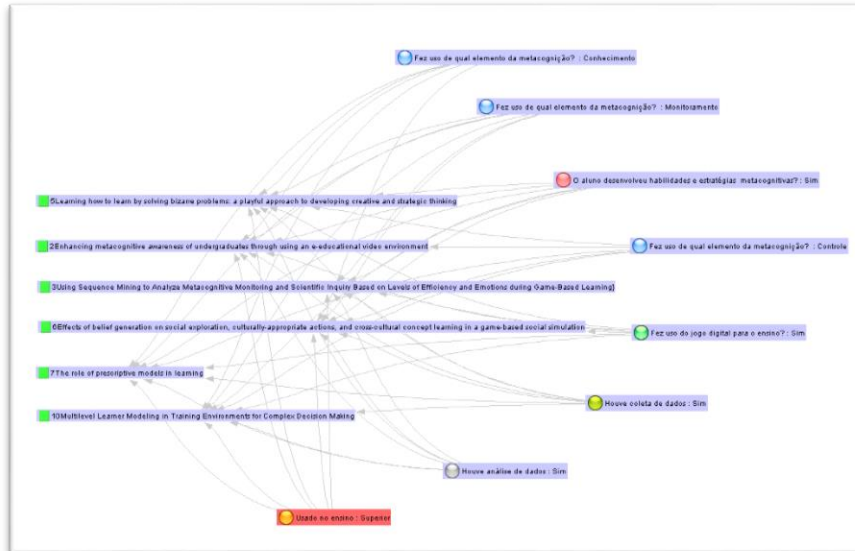 Fez uso de qual elemento da metacognição? : Conhecimento
Fez uso de qual elemento da metacognição? : Monitoramento
O aluno desenvolveu habilidades e estratégias metacognitivas? : Sim
5Learning how to learn by solving bizarre problems: a playful approach to developing creative and strategic thinking
2Enhancing metacognitive awareness of undergraduates through using an e-educational video environment
Fez uso de qual elemento da metacognição? : Controle
3Using Sequence Mining to Analyze Metacognitive Monitoring and Scientific Inquiry Based on Levels of Efficiency and Emotions during Game-Based Learning]
6Effects of belief generation on social exploration, culturally-appropriate actions, and cross-cultural concept learning in a game-based social simulation
Fez uso do jogo digital para o ensino? : Sim
7The role of prescriptive models in learning
Houve coleta de dados : Sim
10Multilevel Learner Modeling in Training Environments for Complex Decision Making
Houve análise de dados : Sim
Usado no ensino : Superior